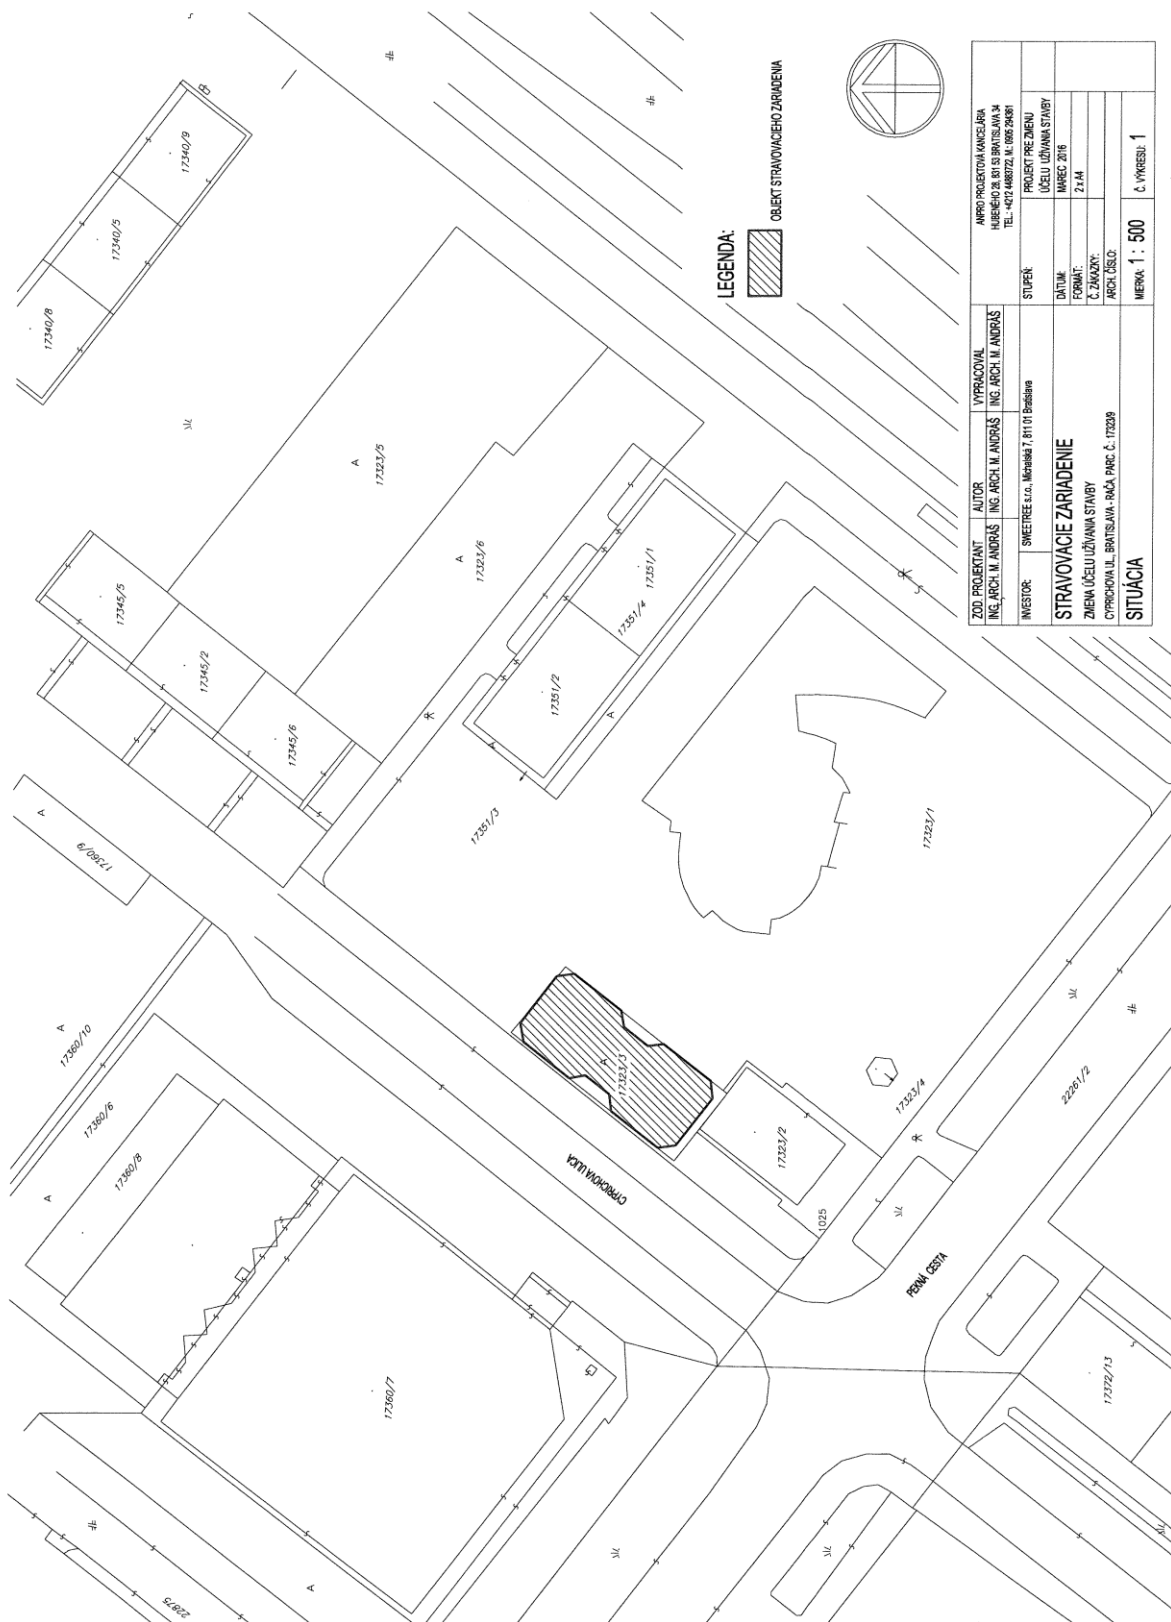 LEGENDA:
OBJEKT STRAVOVACIEHO ZARIADENIA
17340/8
17340/5
17340/9
17323/5
17323/6
17345/5
17345/2
17345/6
17351/1
17351/4
17351/2
17351/3
17360/9
17360/10
17360/6
17360/8
17360/7
17323/1
17323/3
17323/2
17323/4
22261/2
1025
17372/13
22875
CYPRICHOVA ULICA
PEKNÁ CESTA
ZOD. PROJEKTANT
AUTOR
VYPRACOVAL
ING. ARCH. M. ANDRÁŠ
ING. ARCH. M. ANDRÁŠ
ING. ARCH. M. ANDRÁŠ
ANPRO PROJEKTOVÁ KANCELÁRIA
HUBENÉHO 28, 831 53 BRATISLAVA 34
INVESTOR:
SWEETREE s.r.o., Michalská 7, 811 01 Bratislava
STUPEŇ:
PROJEKT PRE ZMENU
ÚČELU UŽÍVANIA STAVBY
STRAVOVACIE ZARIADENIE
ZMENA ÚČELU UŽÍVANIA STAVBY
CYPRICHOVA UL., BRATISLAVA - RAČA, PARC. Č.: 17323/9
DÁTUM:
MAREC 2016
FORMÁT:
2 x A4
Č. ZÁKAZKY:
ARCH. ČÍSLO:
SITUÁCIA
MIERKA: 1 : 500
Č. VÝKRESU: 1